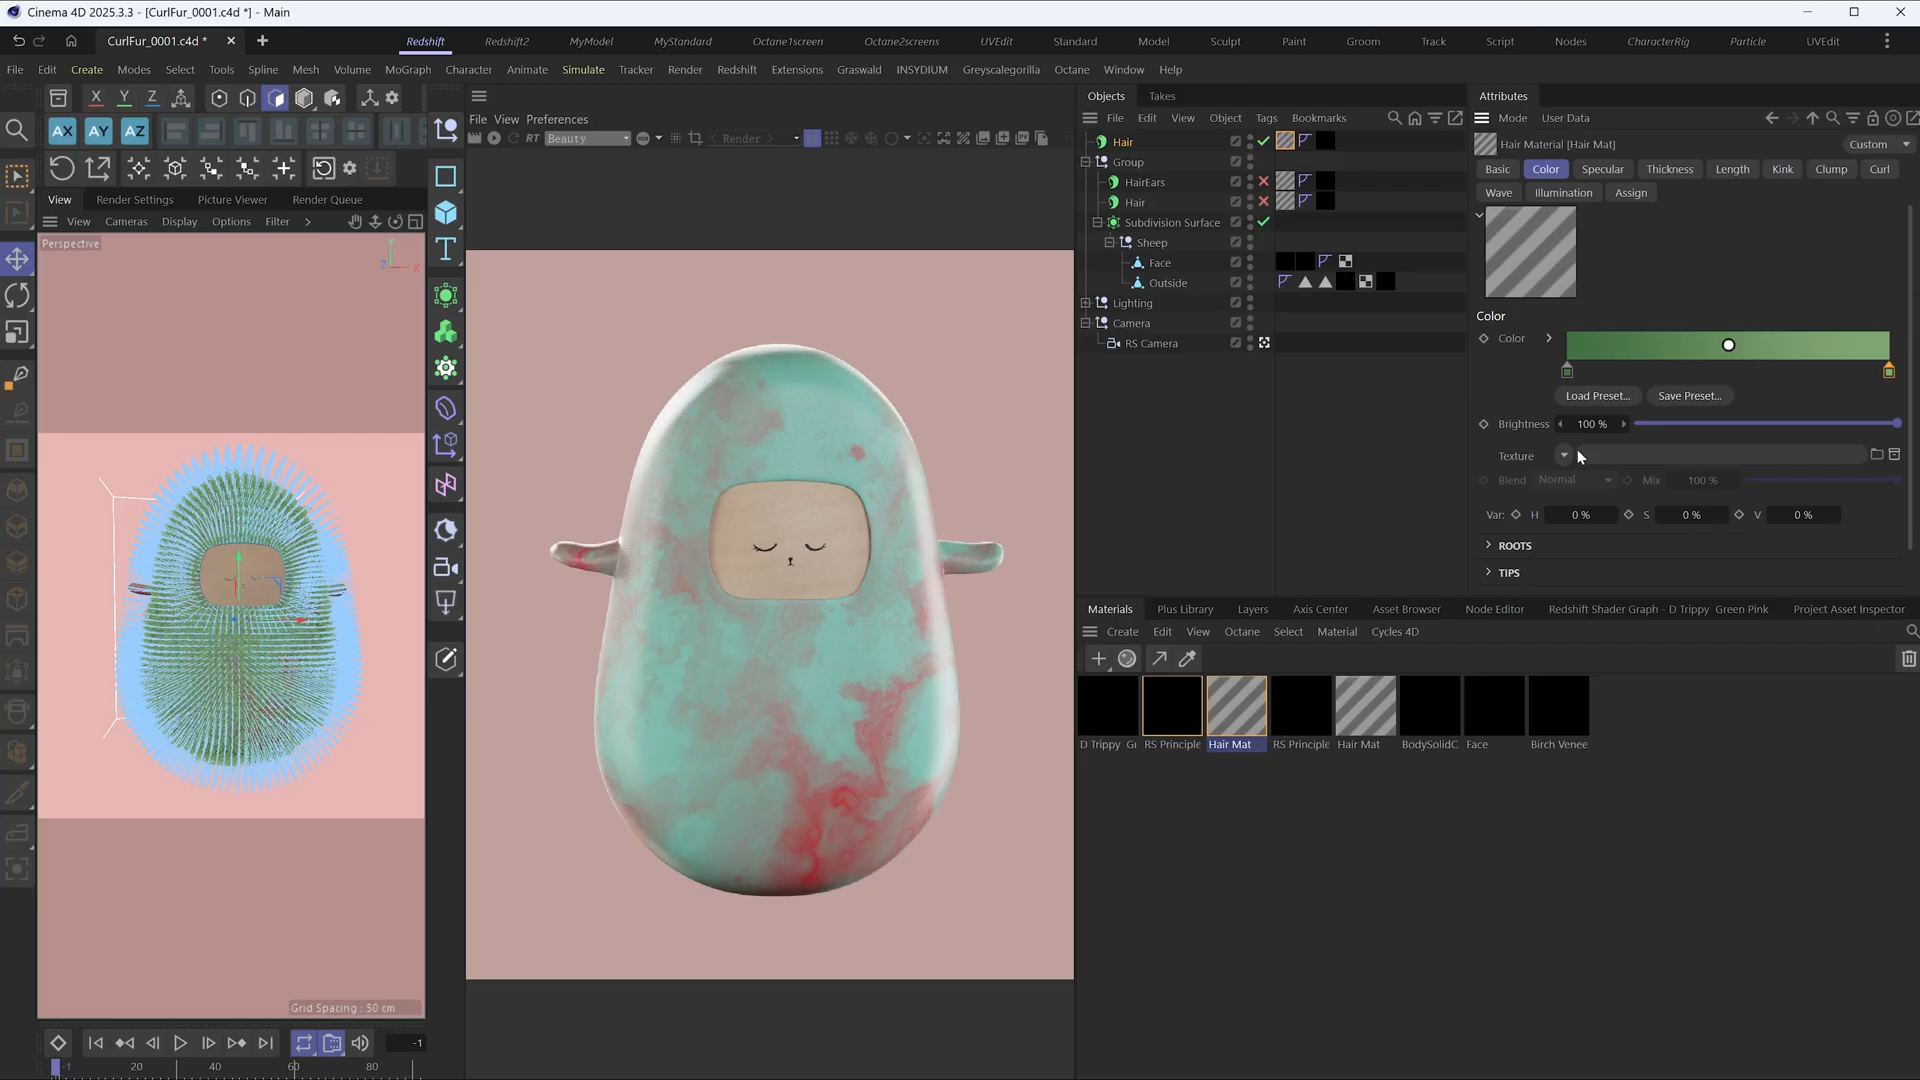 Cinema 4D 2025.3.3 - [CurlFur_0001.c4d *] - Main
CurlFur_0001.c4d *
Redshift Redshift2 MyModel MyStandard Octane1screen Octane2screens UVEdit Standard Model Sculpt Paint Groom Track Script Nodes CharacterRig Particle UVEdit
File Edit Create Modes Select Tools Spline Mesh Volume MoGraph Character Animate Simulate Tracker Render Redshift Extensions Graswald INSYDIUM Greyscalegorilla Octane Window Help
X Y Z
AX AY AZ
View Render Settings Picture Viewer Render Queue
View Cameras Display Options Filter
Perspective
Y
Z X
Grid Spacing : 50 cm
-1
-1 20 40 60 80
File View Preferences
RT Beauty < Render >
Objects Takes
File Edit View Object Tags Bookmarks
Hair
Group
HairEars
Hair
Subdivision Surface
Sheep
Face
Outside
Lighting
Camera
RS Camera
Attributes
Mode User Data
Hair Material [Hair Mat]
Custom
Basic Color Specular Thickness Length Kink Clump Curl
Wave Illumination Assign
Color
Color
Load Preset... Save Preset...
Brightness 100 %
Texture
Blend Normal Mix 100 %
Var: H 0 % S 0 % V 0 %
ROOTS
TIPS
Materials Plus Library Layers Axis Center Asset Browser Node Editor Redshift Shader Graph - D Trippy Green Pink Project Asset Inspector
Create Edit View Octane Select Material Cycles 4D
D Trippy Gr RS Principle Hair Mat RS Principle Hair Mat BodySolidC Face Birch Venee